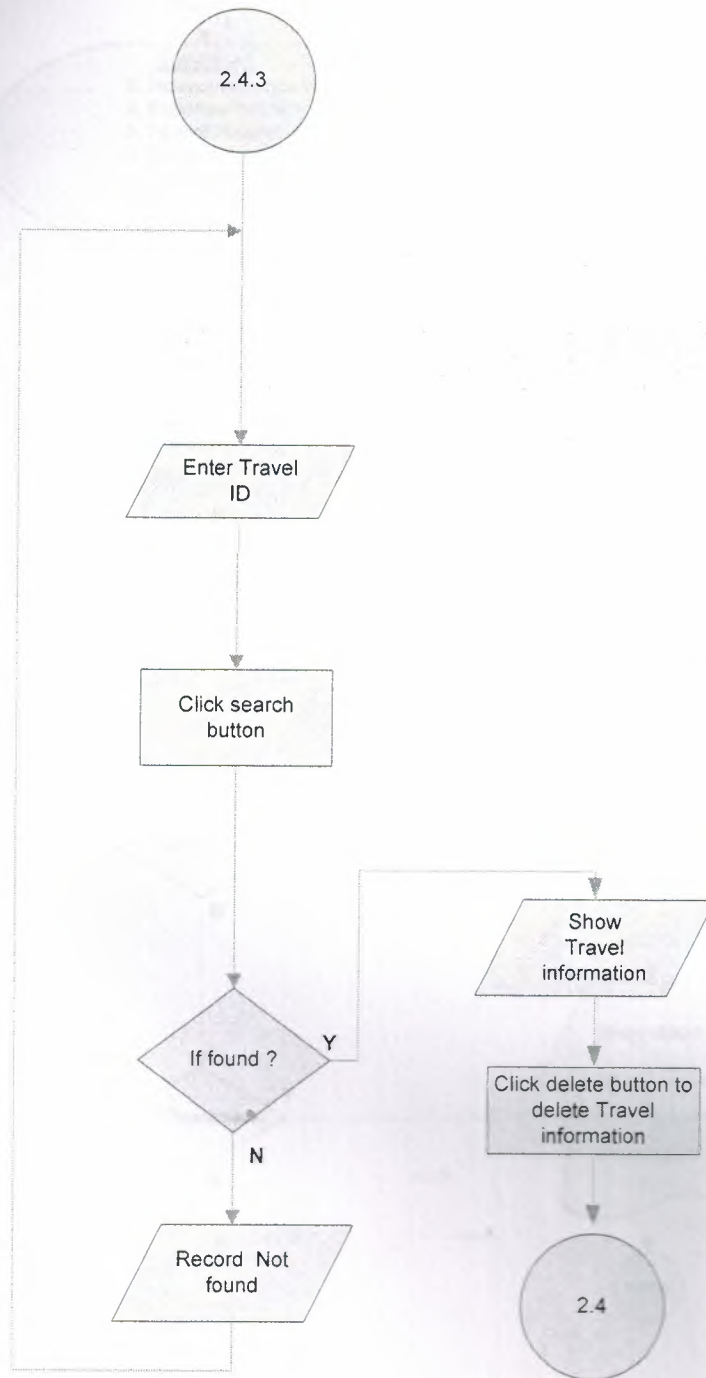 2.4.3
Enter Travel
ID
Click search
button
If found ?
Y
N
Show
Travel
information
Click delete button to
delete Travel
information
Record Not
found
2.4